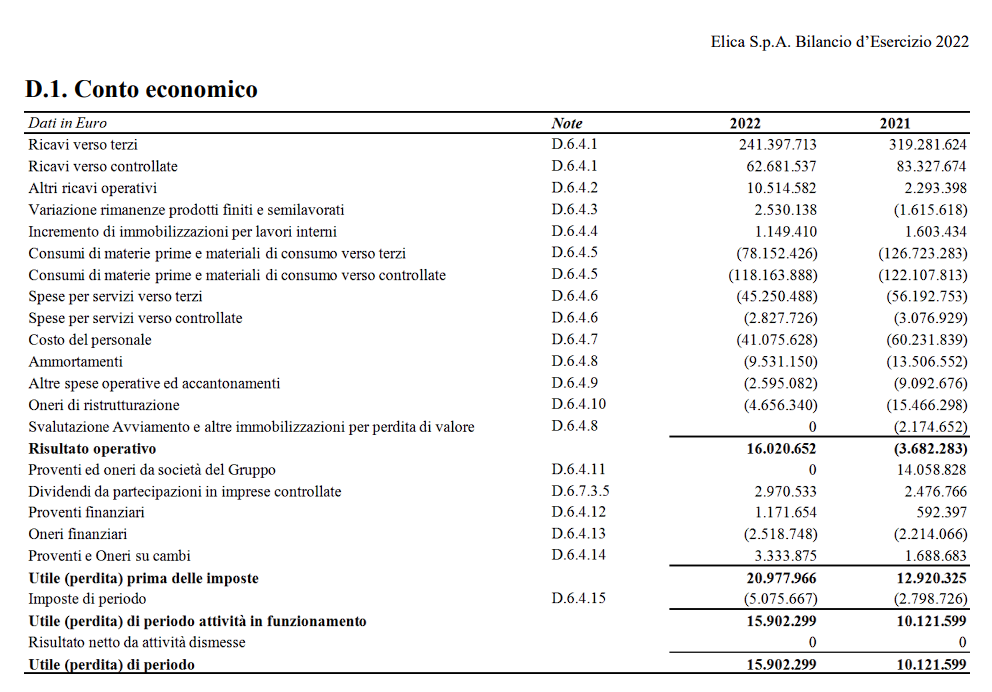 Elica S.p.A. Bilancio d’Esercizio 2022
D.1. Conto economico
Dati in Euro Note 2022 2021
Ricavi verso terzi D.6.4.1 241.397.713 319.281.624
Ricavi verso controllate D.6.4.1 62.681.537 83.327.674
Altri ricavi operativi D.6.4.2 10.514.582 2.293.398
Variazione rimanenze prodotti finiti e semilavorati D.6.4.3 2.530.138 (1.615.618)
Incremento di immobilizzazioni per lavori interni D.6.4.4 1.149.410 1.603.434
Consumi di materie prime e materiali di consumo verso terzi D.6.4.5 (78.152.426) (126.723.283)
Consumi di materie prime e materiali di consumo verso controllate D.6.4.5 (118.163.888) (122.107.813)
Spese per servizi verso terzi D.6.4.6 (45.250.488) (56.192.753)
Spese per servizi verso controllate D.6.4.6 (2.827.726) (3.076.929)
Costo del personale D.6.4.7 (41.075.628) (60.231.839)
Ammortamenti D.6.4.8 (9.531.150) (13.506.552)
Altre spese operative ed accantonamenti D.6.4.9 (2.595.082) (9.092.676)
Oneri di ristrutturazione D.6.4.10 (4.656.340) (15.466.298)
Svalutazione Avviamento e altre immobilizzazioni per perdita di valore D.6.4.8 0 (2.174.652)
Risultato operativo 16.020.652 (3.682.283)
Proventi ed oneri da società del Gruppo D.6.4.11 0 14.058.828
Dividendi da partecipazioni in imprese controllate D.6.7.3.5 2.970.533 2.476.766
Proventi finanziari D.6.4.12 1.171.654 592.397
Oneri finanziari D.6.4.13 (2.518.748) (2.214.066)
Proventi e Oneri su cambi D.6.4.14 3.333.875 1.688.683
Utile (perdita) prima delle imposte 20.977.966 12.920.325
Imposte di periodo D.6.4.15 (5.075.667) (2.798.726)
Utile (perdita) di periodo attività in funzionamento 15.902.299 10.121.599
Risultato netto da attività dismesse 0 0
Utile (perdita) di periodo 15.902.299 10.121.599